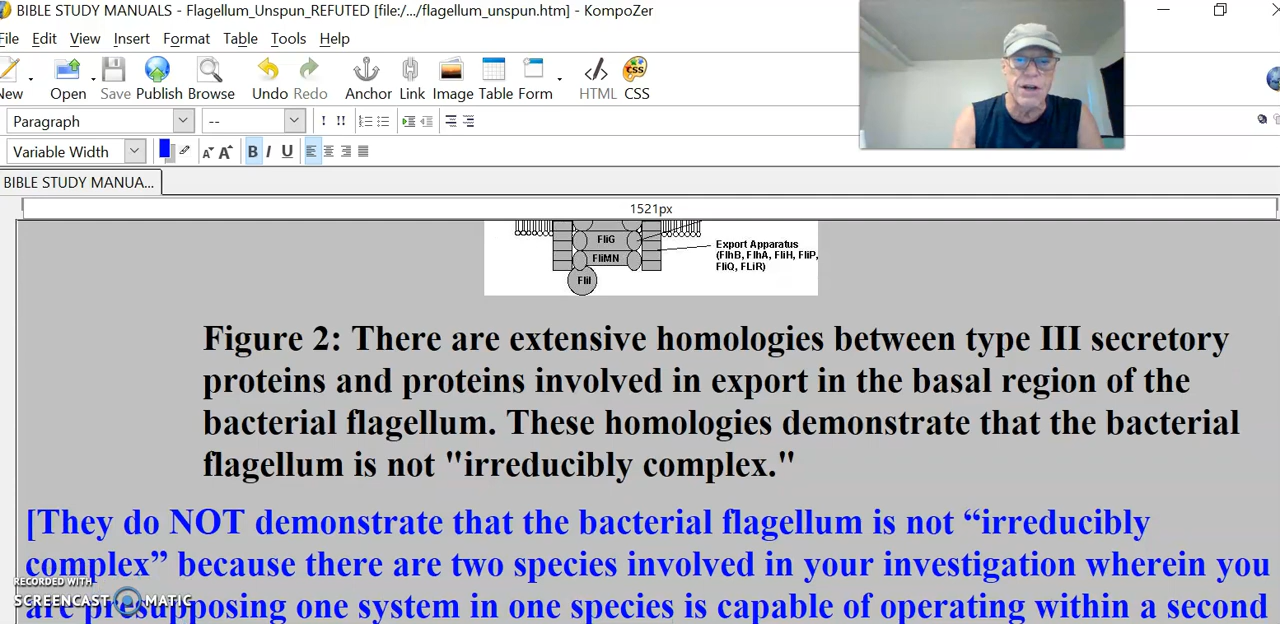 BIBLE STUDY MANUALS - Flagellum_Unspun_REFUTED [file:/.../flagellum_unspun.htm] - KompoZer
File Edit View Insert Format Table Tools Help
New Open Save Publish Browse Undo Redo Anchor Link Image Table Form HTML CSS
Paragraph --
Variable Width B I U
BIBLE STUDY MANUA...
1521px
FliG
Export Apparatus
(FlhB, FlhA, FliH, FliP,
FliQ, FLiR)
FliMN
FliI
Figure 2: There are extensive homologies between type III secretory
proteins and proteins involved in export in the basal region of the
bacterial flagellum. These homologies demonstrate that the bacterial
flagellum is not "irreducibly complex."
[They do NOT demonstrate that the bacterial flagellum is not “irreducibly
complex” because there are two species involved in your investigation wherein you
are presupposing one system in one species is capable of operating within a second
RECORDED WITH
SCREENCAST MATIC